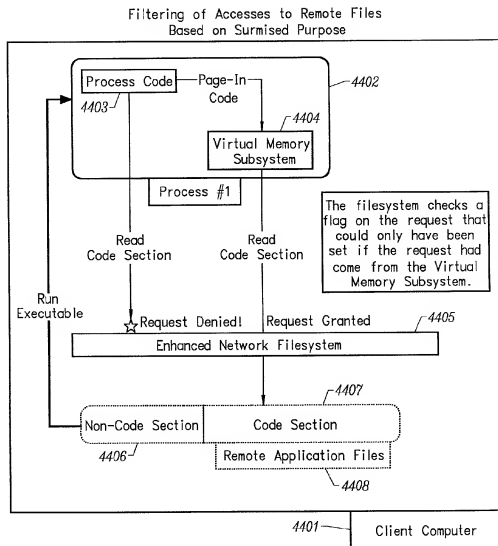 Filtering of Accesses to Remote Files
Based on Surmised Purpose
4402
Process Code
Page-In
Code
4403
4404
Virtual Memory
Subsystem
Process #1
The filesystem checks a
flag on the request that
could only have been
set if the request had
come from the Virtual
Memory Subsystem.
Read
Code Section
Read
Code Section
Run
Executable
Request Denied!
Request Granted
4405
Enhanced Network Filesystem
4407
Non-Code Section
Code Section
4406
Remote Application Files
4408
4401
Client Computer